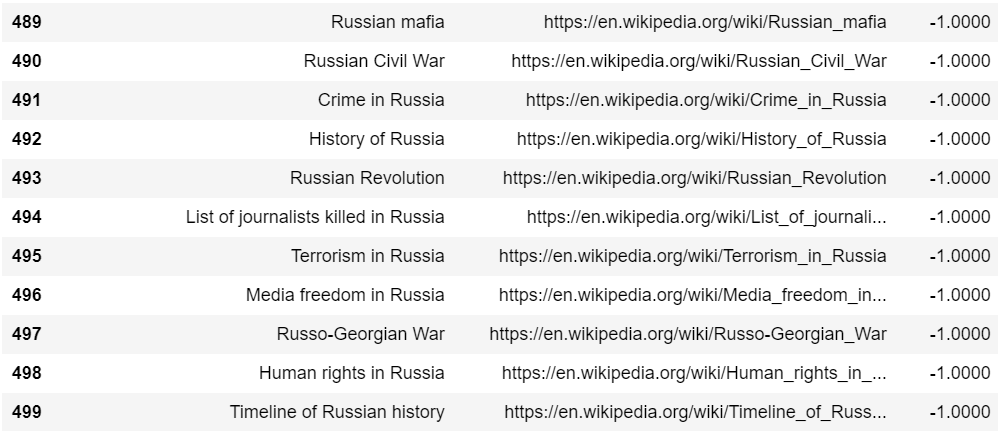 489 Russian mafia https://en.wikipedia.org/wiki/Russian_mafia -1.0000
490 Russian Civil War https://en.wikipedia.org/wiki/Russian_Civil_War -1.0000
491 Crime in Russia https://en.wikipedia.org/wiki/Crime_in_Russia -1.0000
492 History of Russia https://en.wikipedia.org/wiki/History_of_Russia -1.0000
493 Russian Revolution https://en.wikipedia.org/wiki/Russian_Revolution -1.0000
494 List of journalists killed in Russia https://en.wikipedia.org/wiki/List_of_journali... -1.0000
495 Terrorism in Russia https://en.wikipedia.org/wiki/Terrorism_in_Russia -1.0000
496 Media freedom in Russia https://en.wikipedia.org/wiki/Media_freedom_in... -1.0000
497 Russo-Georgian War https://en.wikipedia.org/wiki/Russo-Georgian_War -1.0000
498 Human rights in Russia https://en.wikipedia.org/wiki/Human_rights_in_... -1.0000
499 Timeline of Russian history https://en.wikipedia.org/wiki/Timeline_of_Russ... -1.0000